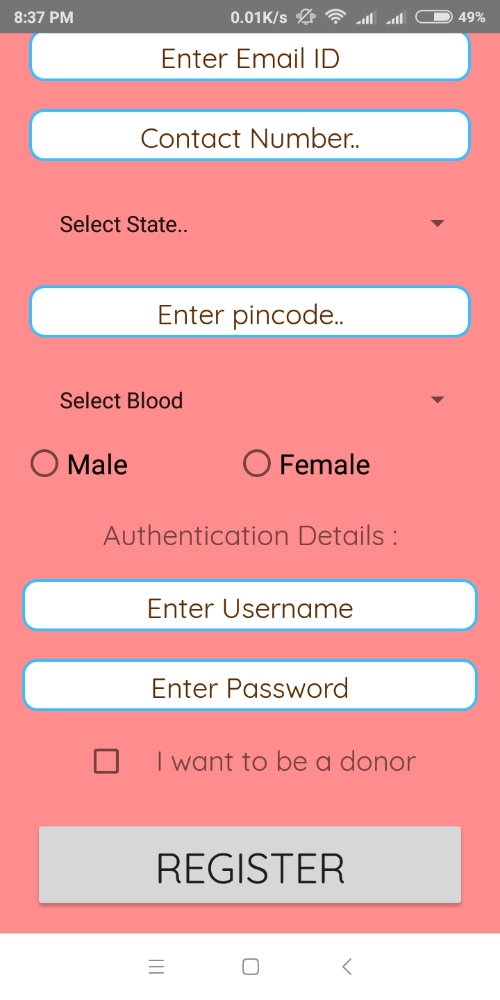 8:37 PM 0.01K/s 49%
Enter Email ID
Contact Number..
Select State..
Enter pincode..
Select Blood
Male Female
Authentication Details :
Enter Username
Enter Password
I want to be a donor
REGISTER